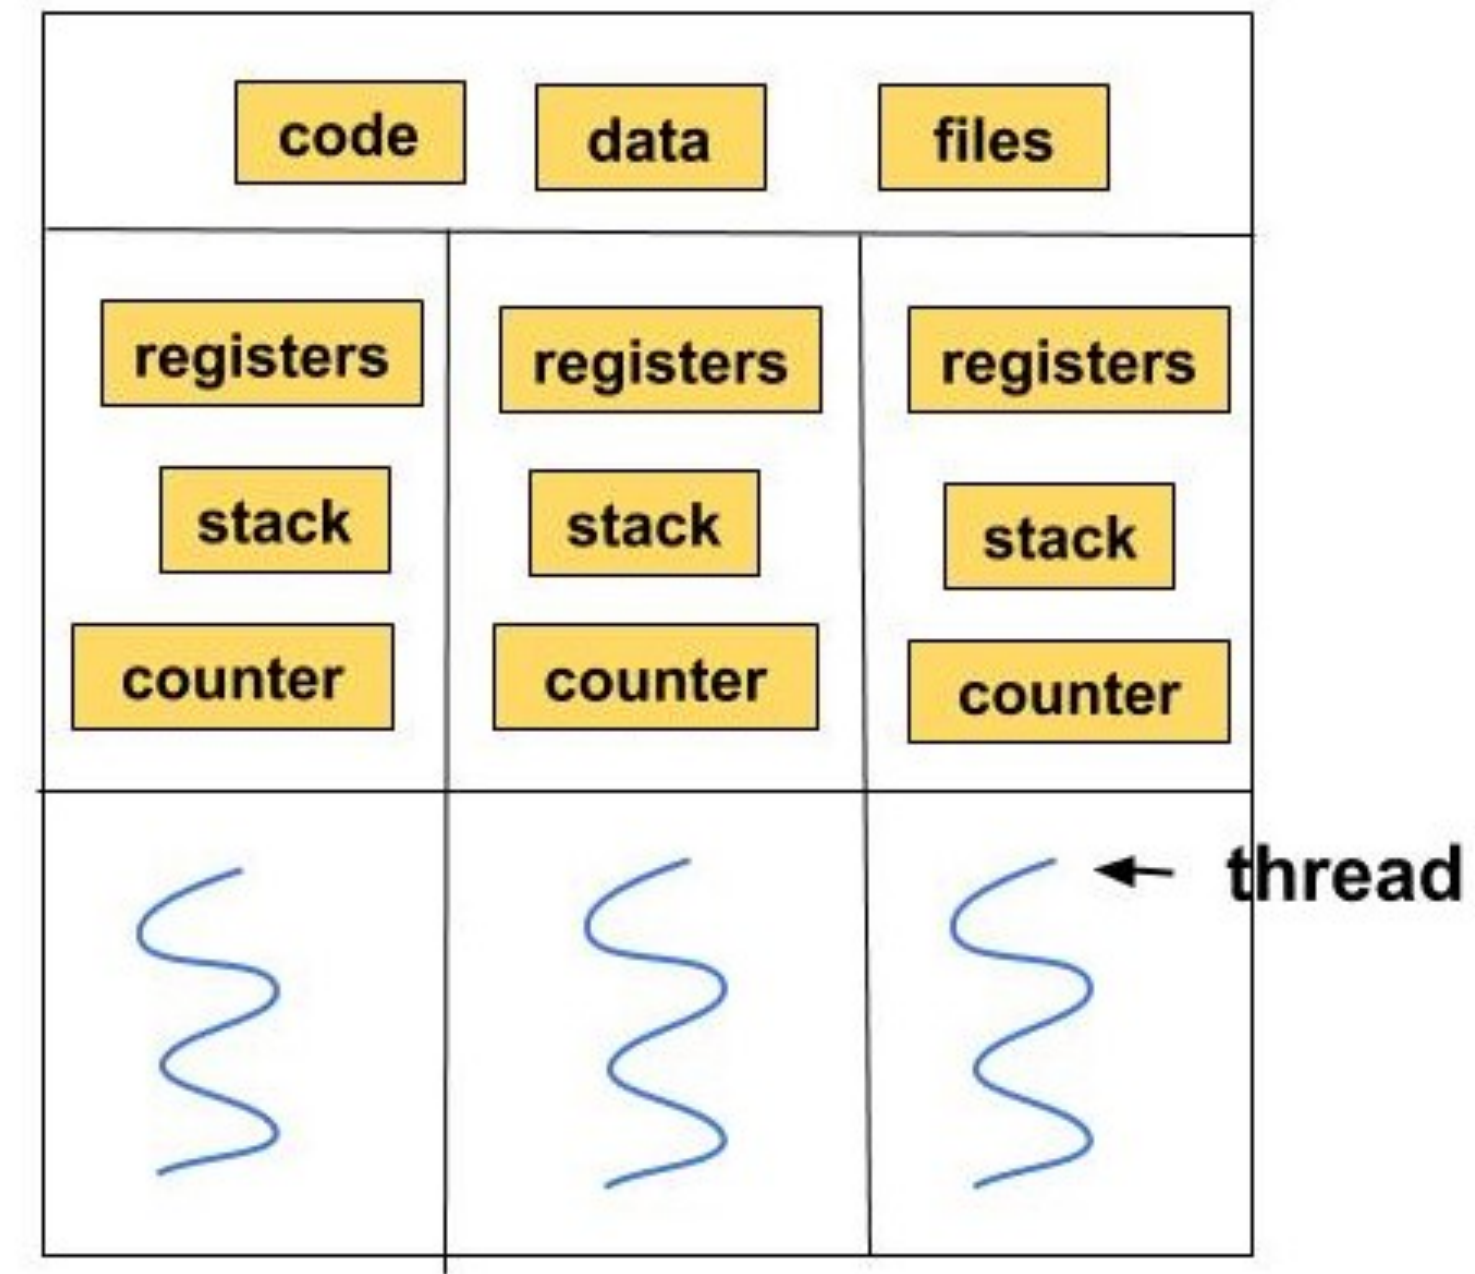 code data files
registers registers registers
stack stack stack
counter counter counter
thread